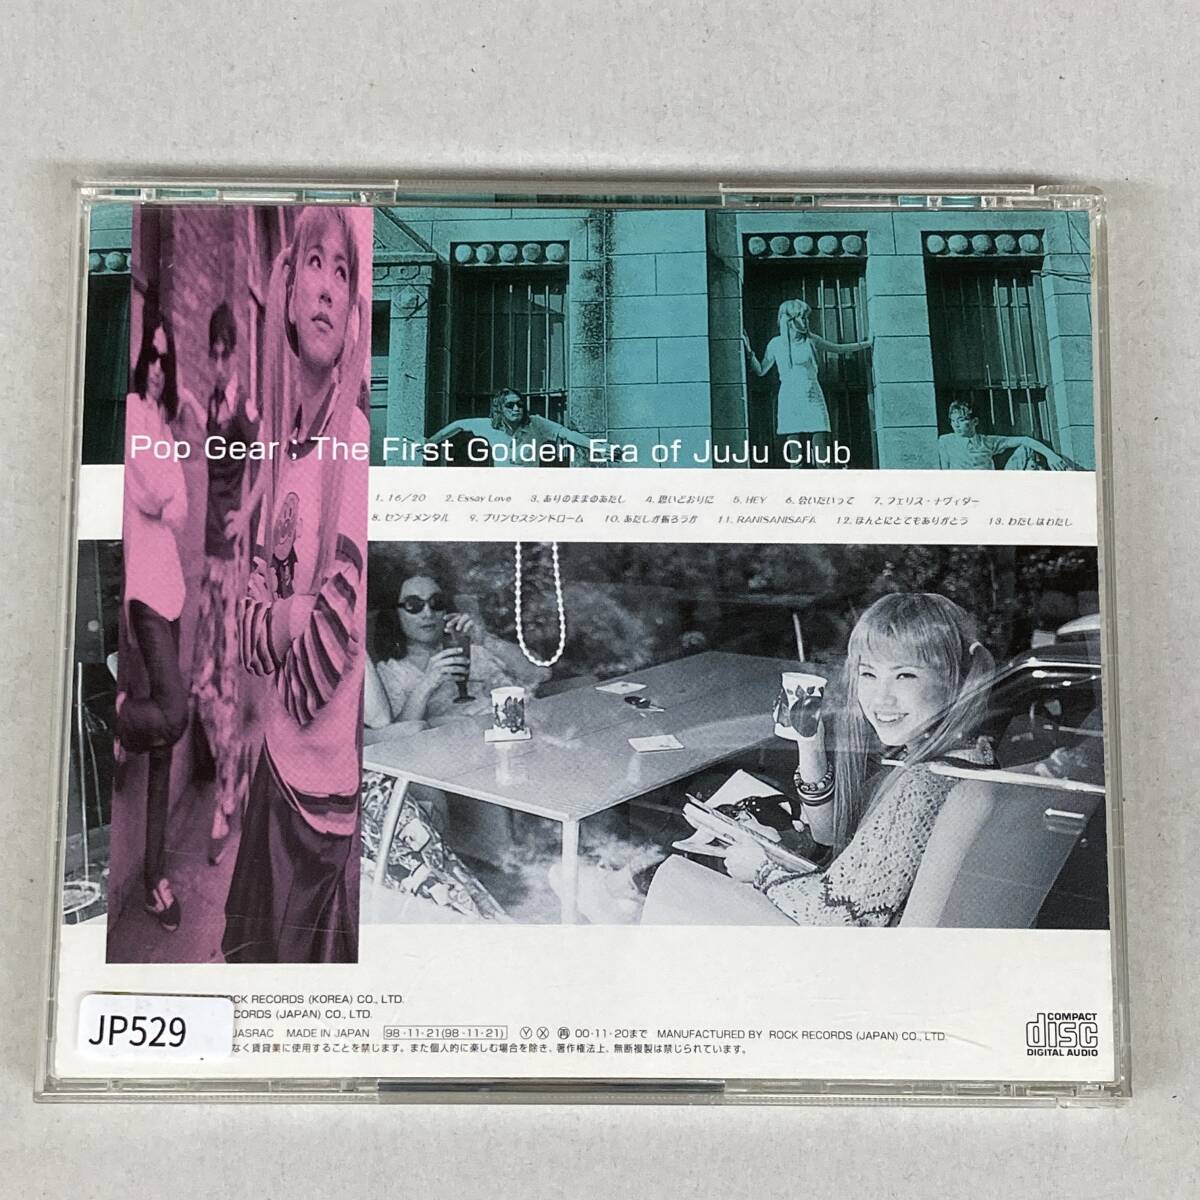 Pop Gear ; The First Golden Era of JuJu Club
1. 16/20 2. Essay Love 3. ありのままのあたし 4. 思いどおりに 5. HEY 6. 会いたいって 7. フェリス・ナヴィダー
8. センチメンタル 9. プリンセスシンドローム 10. あたしが振ろうか 11. RANISANISAFA 12. ほんとにとてもありがとう 13. わたしはわたし
ROCK RECORDS (KOREA) CO., LTD.
CORDS (JAPAN) CO., LTD.
JASRAC MADE IN JAPAN 98・11・21(98・11・21) Ⓨ Ⓧ 再 00・11・20まで MANUFACTURED BY ROCK RECORDS (JAPAN) CO., LTD.
なく賃貸業に使用することを禁じます。また個人的に楽しむ場合を除き、著作権法上、無断複製は禁じられています。
JP529
COMPACT
disc
DIGITAL AUDIO